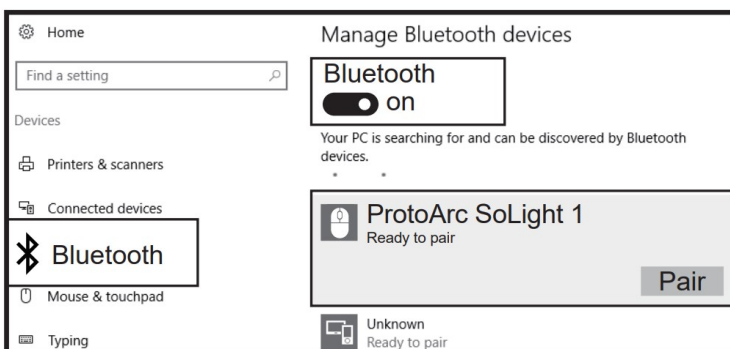 Home
Find a setting
Devices
Printers & scanners
Connected devices
Bluetooth
Mouse & touchpad
Typing
Manage Bluetooth devices
Bluetooth
on
Your PC is searching for and can be discovered by Bluetooth
devices.
ProtoArc SoLight 1
Ready to pair
Pair
Unknown
Ready to pair